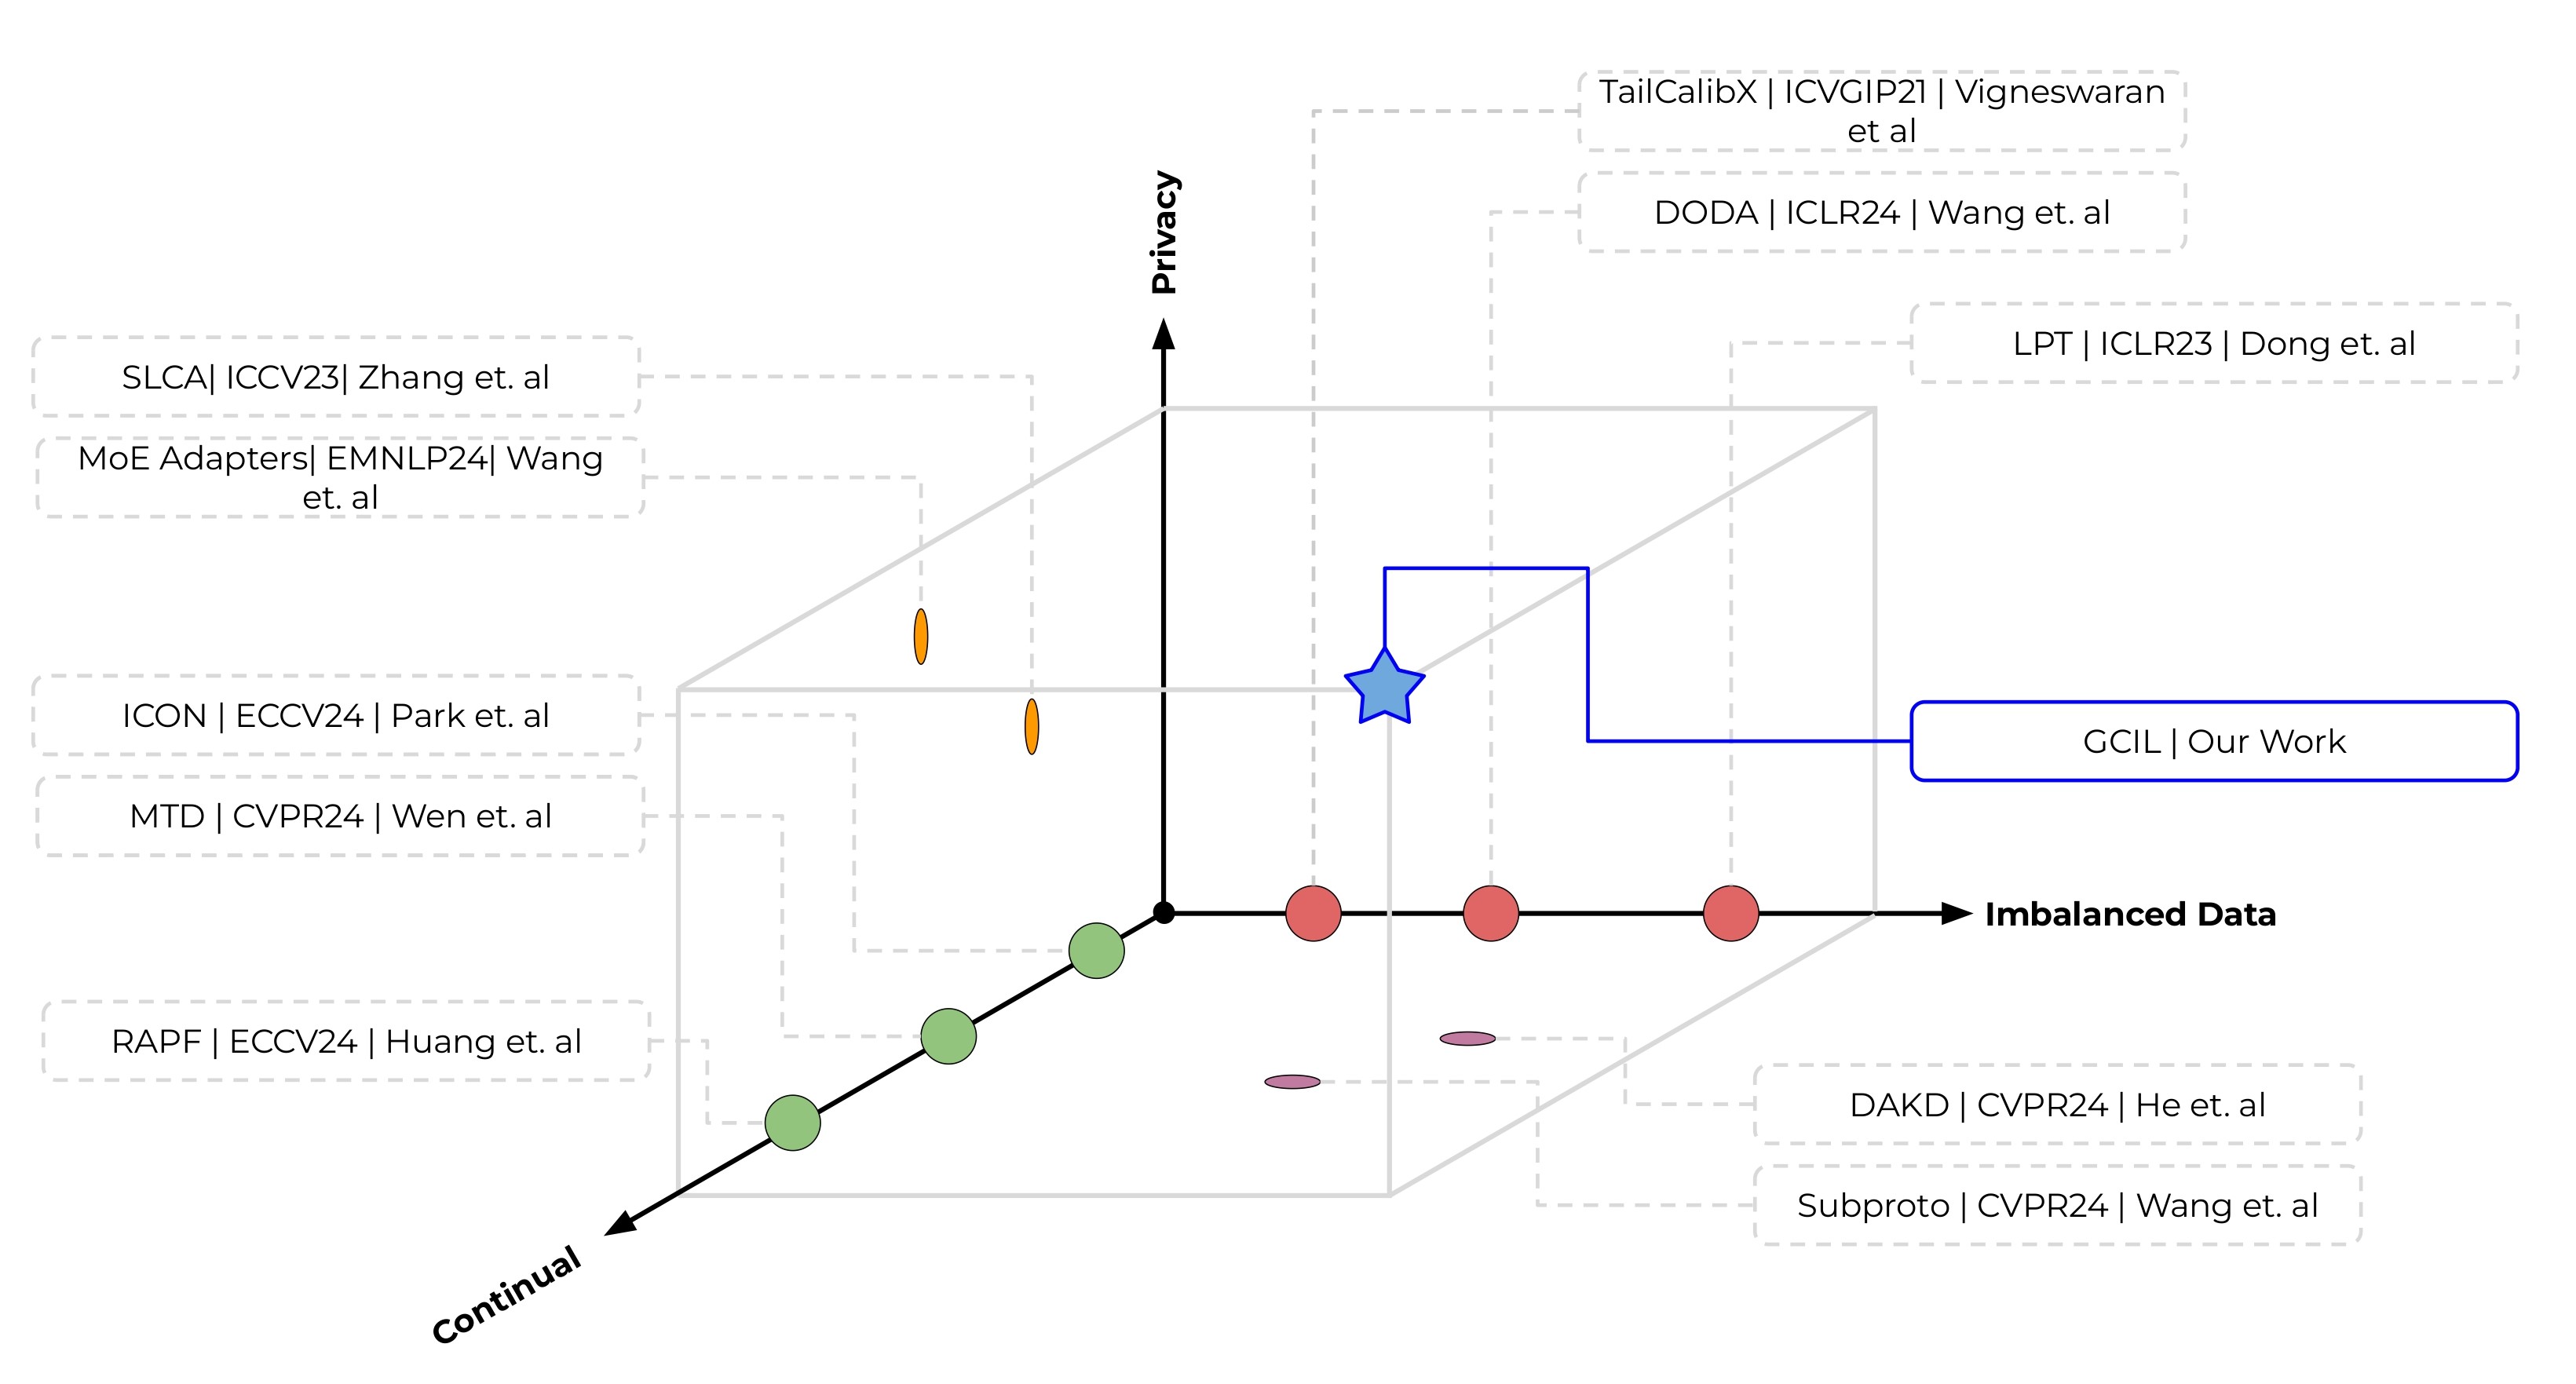 TailCalibX | ICVGIP21 | Vigneswaran
et al
DODA | ICLR24 | Wang et. al
Privacy
LPT | ICLR23 | Dong et. al
SLCA| ICCV23| Zhang et. al
MoE Adapters| EMNLP24| Wang
et. al
ICON | ECCV24 | Park et. al
GCIL | Our Work
MTD | CVPR24 | Wen et. al
Imbalanced Data
RAPF | ECCV24 | Huang et. al
DAKD | CVPR24 | He et. al
Subproto | CVPR24 | Wang et. al
Continual